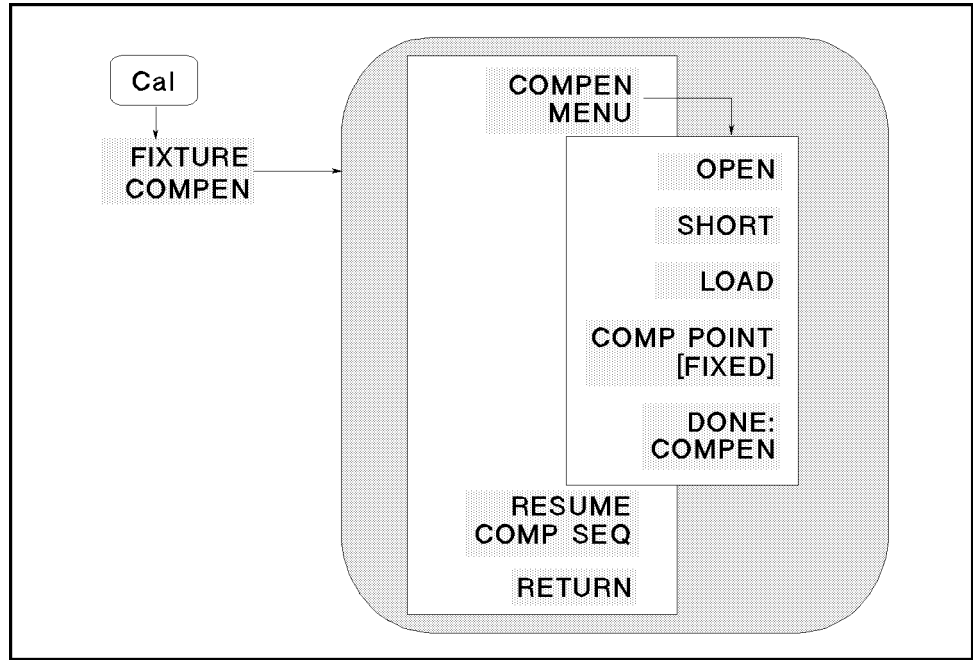 Cal
FIXTURE
COMPEN
COMPEN
MENU
OPEN
SHORT
LOAD
COMP POINT
[FIXED]
DONE:
COMPEN
RESUME
COMP SEQ
RETURN